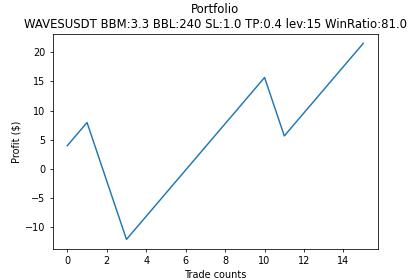 Portfolio
WAVESUSDT BBM:3.3 BBL:240 SL:1.0 TP:0.4 lev:15 WinRatio:81.0
20
15
10
5
0
−5
−10
Profit ($)
0 2 4 6 8 10 12 14
Trade counts